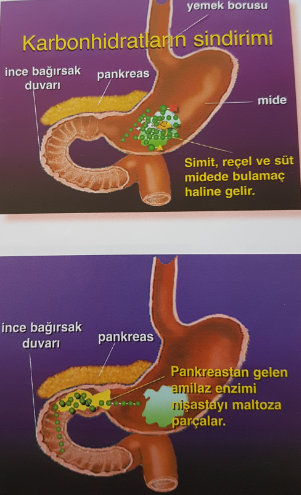 yemek borusu
Karbonhidratların sindirimi
ince bağırsak
duvarı
pankreas
mide
Simit, reçel ve süt
midede bulamaç
haline gelir.
ince bağırsak
duvarı
pankreas
Pankreastan gelen
amilaz enzimi
nişastayı maltoza
parçalar.